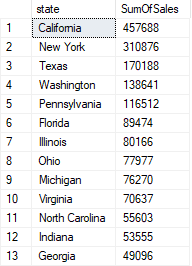 state SumOfSales
1 California 457688
2 New York 310876
3 Texas 170188
4 Washington 138641
5 Pennsylvania 116512
6 Florida 89474
7 Illinois 80166
8 Ohio 77977
9 Michigan 76270
10 Virginia 70637
11 North Carolina 55603
12 Indiana 53555
13 Georgia 49096